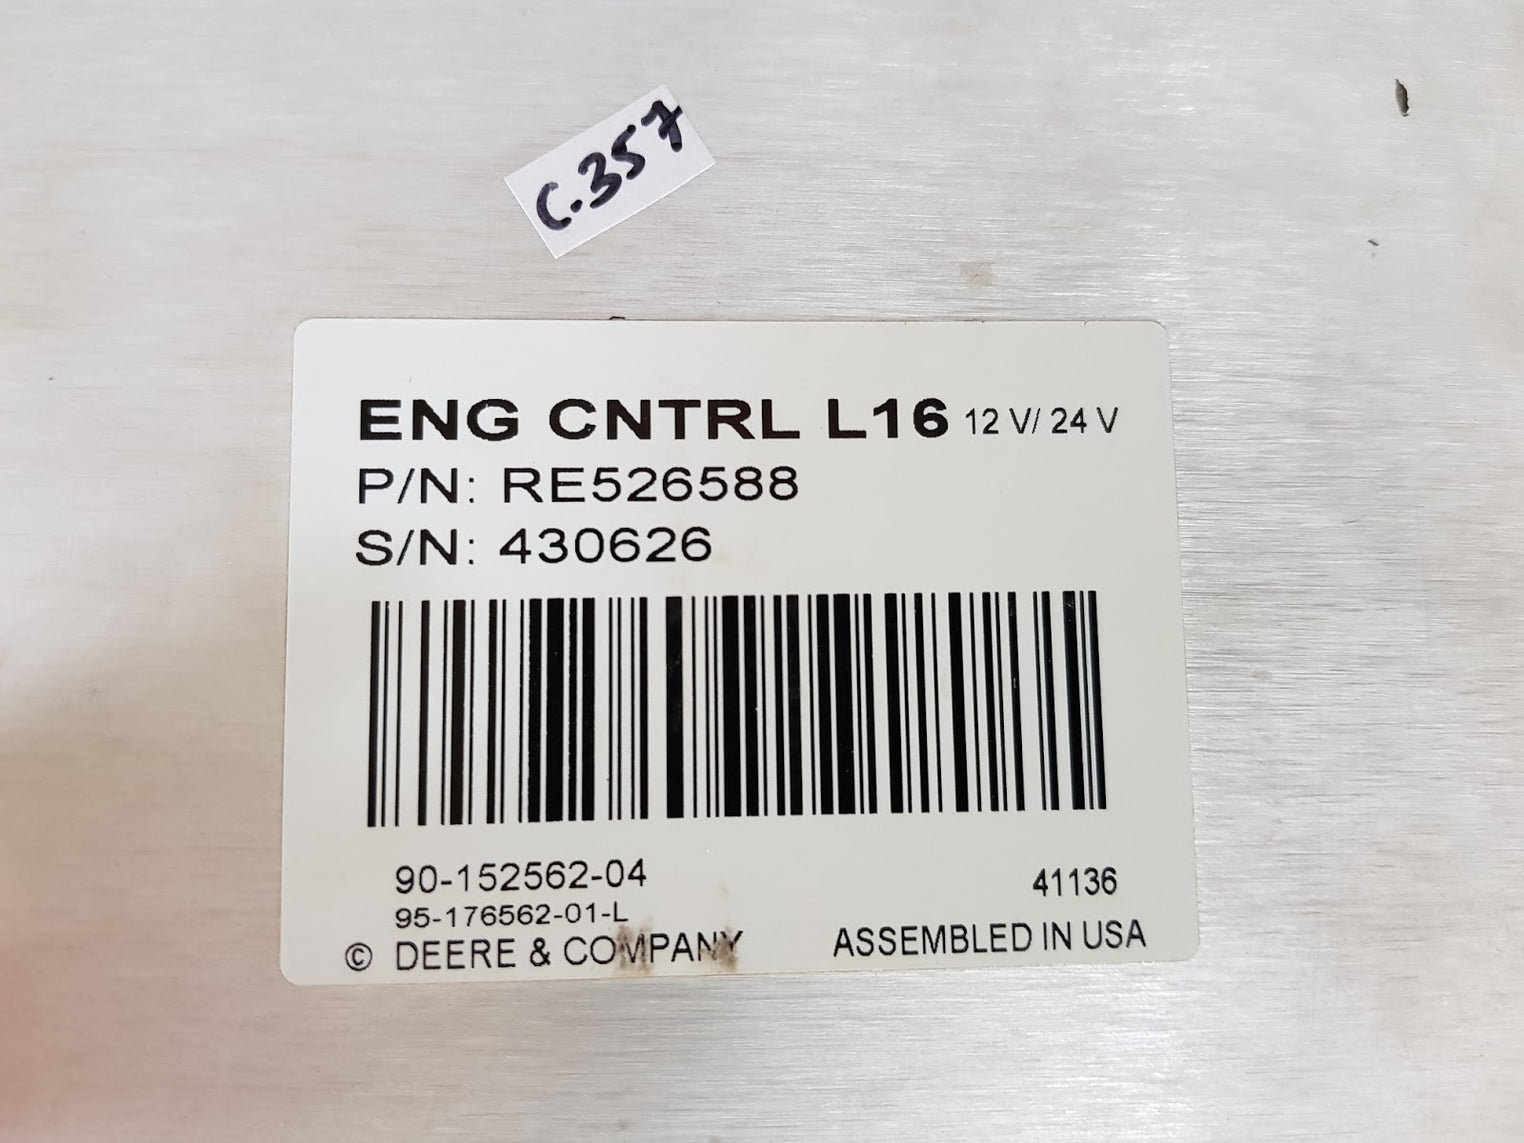 C.357
ENG CNTRL L16 12 V/ 24 V
P/N: RE526588
S/N: 430626
90-152562-04
41136
95-176562-01-L
© DEERE & COMPANY
ASSEMBLED IN USA